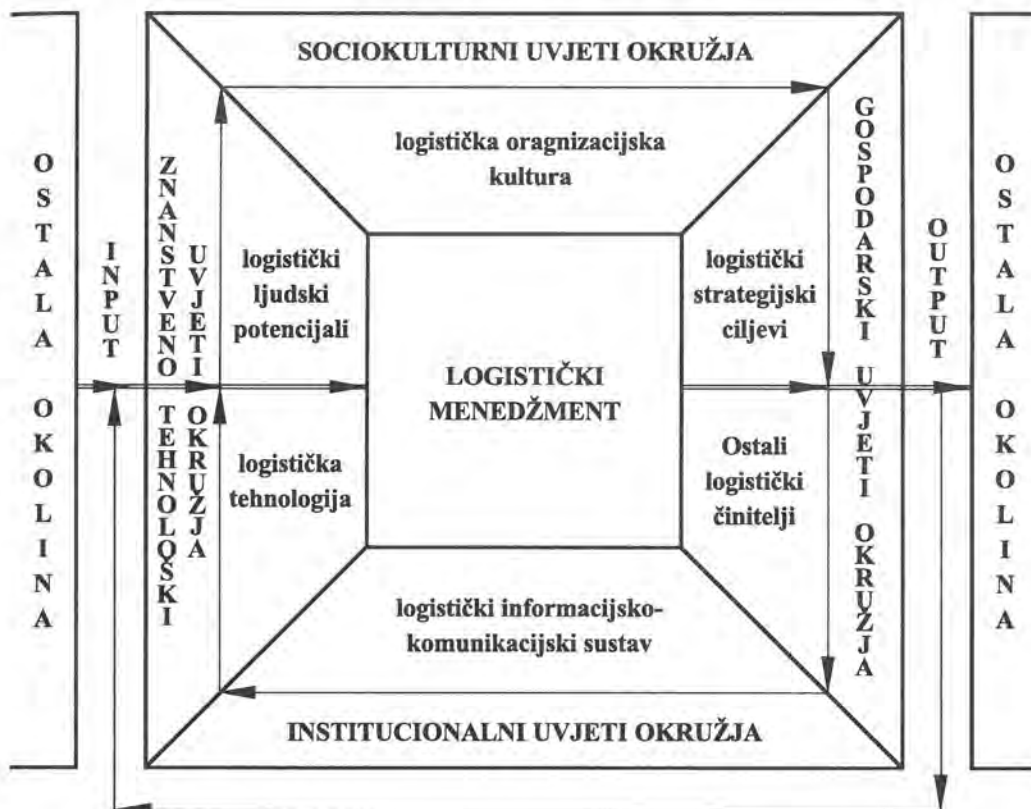 SOCIOKULTURNI UVJETI OKRUŽJA
logistička oragnizacijska
kultura
OSTALA OKOLINA
INPUT
ZNANSTVENO TEHNOLOŠKI
UVJETI OKRUŽJA
logistički
ljudski
potencijali
logistička
tehnologija
LOGISTIČKI
MENEDŽMENT
logistički
strategijski
ciljevi
Ostali
logistički
činitelji
GOSPODARSKI UVJETI OKRUŽJA
OUTPUT
OSTALA OKOLINA
logistički informacijsko-
komunikacijski sustav
INSTITUCIONALNI UVJETI OKRUŽJA